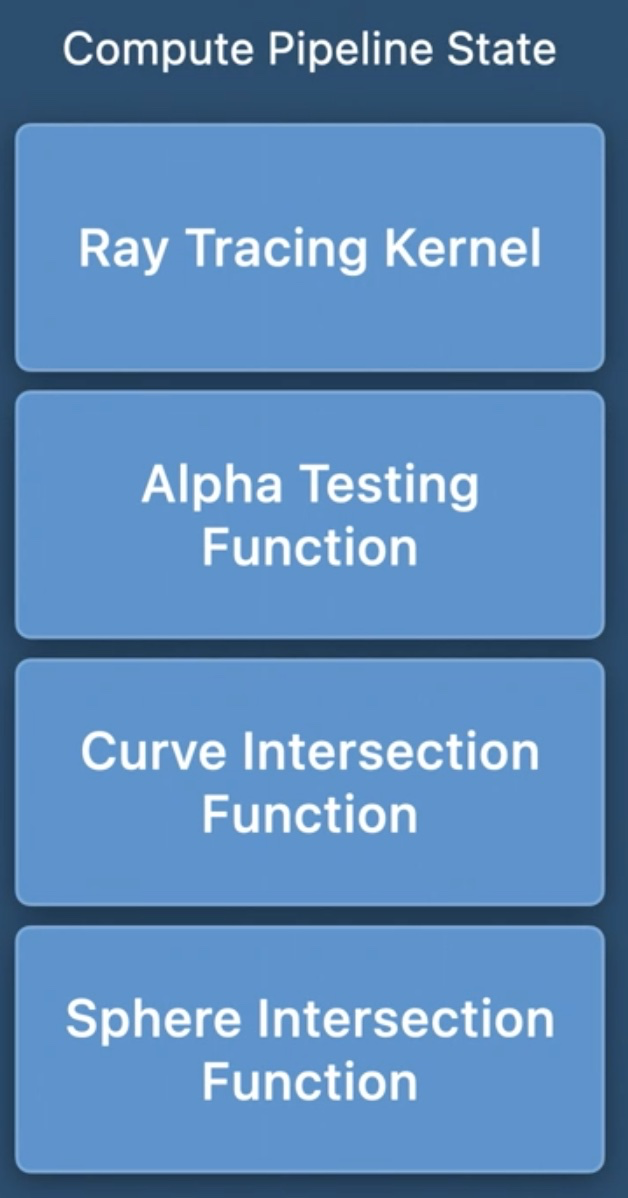 Compute Pipeline State
Ray Tracing Kernel
Alpha Testing
Function
Curve Intersection
Function
Sphere Intersection
Function